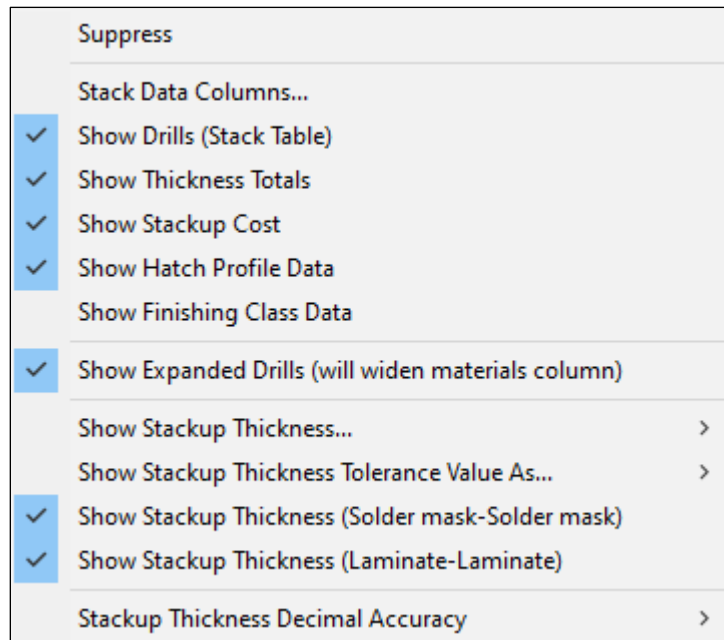 Suppress
Stack Data Columns...
Show Drills (Stack Table)
Show Thickness Totals
Show Stackup Cost
Show Hatch Profile Data
Show Finishing Class Data
Show Expanded Drills (will widen materials column)
Show Stackup Thickness...
Show Stackup Thickness Tolerance Value As...
Show Stackup Thickness (Solder mask-Solder mask)
Show Stackup Thickness (Laminate-Laminate)
Stackup Thickness Decimal Accuracy